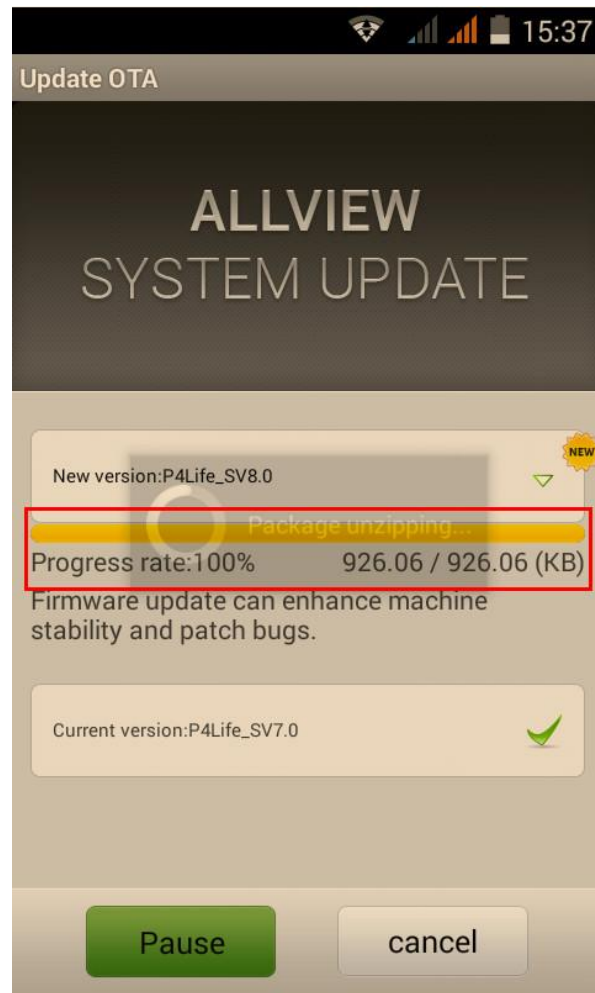 15:37
Update OTA
ALLVIEW
SYSTEM UPDATE
NEW
New version:P4Life_SV8.0
Package unzipping...
Progress rate:100% 926.06 / 926.06 (KB)
Firmware update can enhance machine
stability and patch bugs.
Current version:P4Life_SV7.0
Pause cancel